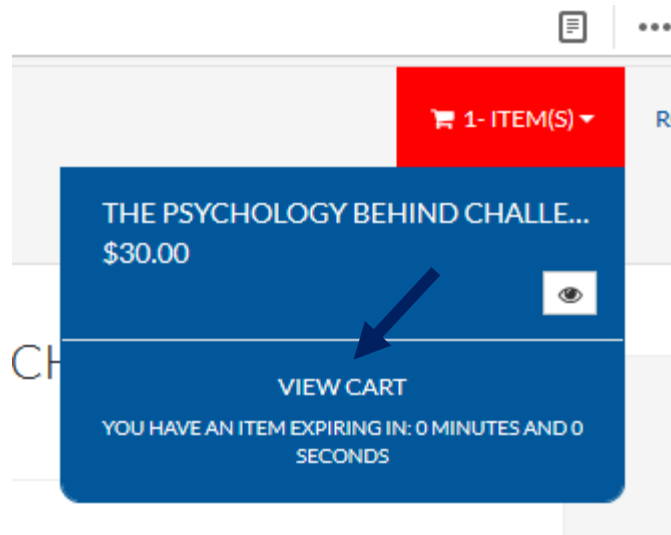 1- ITEM(S)
R
THE PSYCHOLOGY BEHIND CHALLE...
$30.00
CH
VIEW CART
YOU HAVE AN ITEM EXPIRING IN: 0 MINUTES AND 0
SECONDS